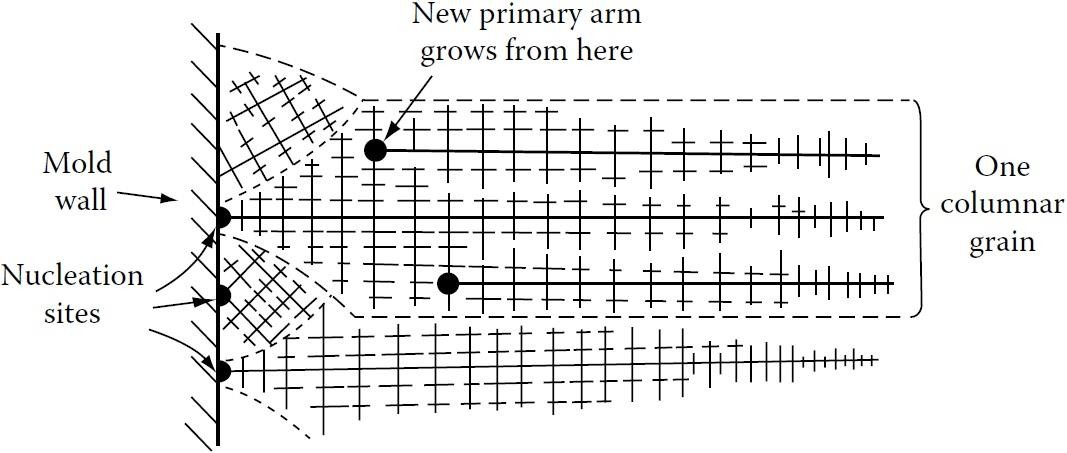 New primary arm
grows from here
Mold
wall
Nucleation
sites
One
columnar
grain